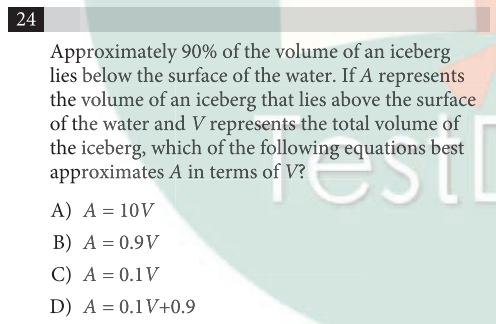 24
Approximately 90% of the volume of an iceberg
lies below the surface of the water. If A represents
the volume of an iceberg that lies above the surface
of the water and V represents the total volume of
the iceberg, which of the following equations best
approximates A in terms of V?
A) A = 10V
B) A = 0.9V
C) A = 0.1V
D) A = 0.1V+0.9